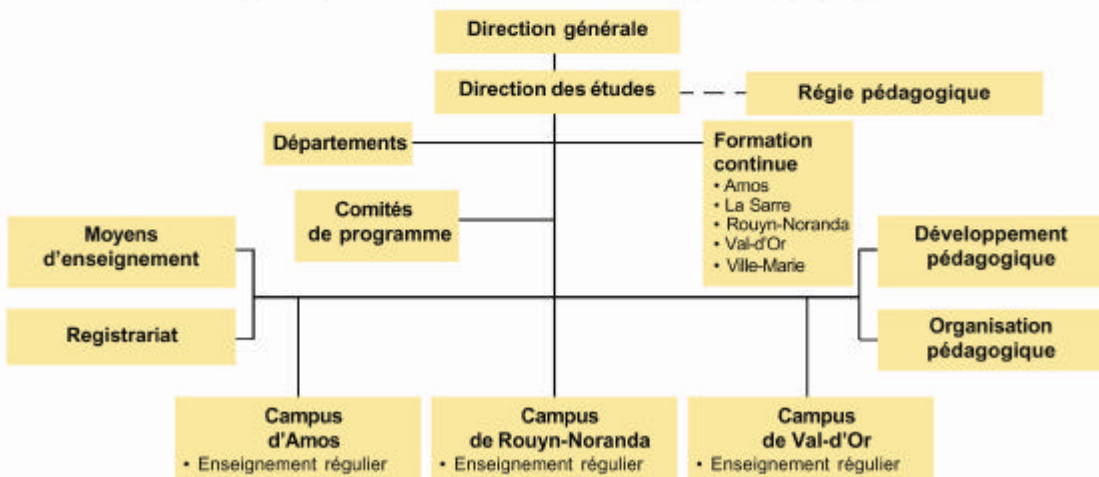 Direction générale
Direction des études
Régie pédagogique
Départements
Formation
continue
• Amos
• La Sarre
• Rouyn-Noranda
• Val-d'Or
• Ville-Marie
Comités
de programme
Moyens
d'enseignement
Développement
pédagogique
Registrariat
Organisation
pédagogique
Campus
d'Amos
• Enseignement régulier
Campus
de Rouyn-Noranda
• Enseignement régulier
Campus
de Val-d'Or
• Enseignement régulier